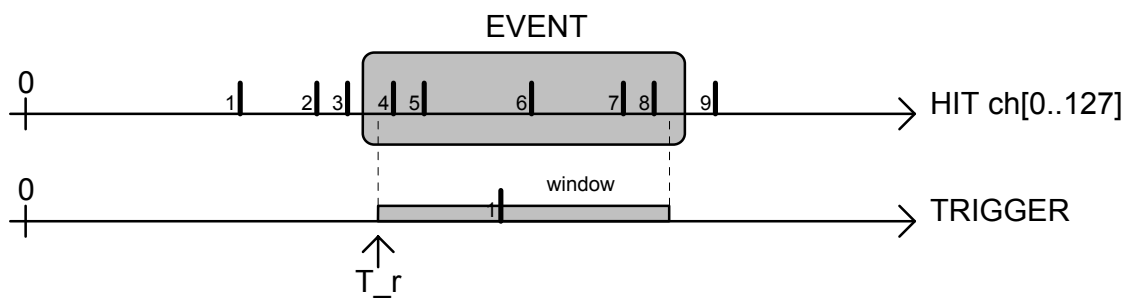 EVENT
0
1 2 3 4 5 6 7 8 9
HIT ch[0..127]
window
0
1
TRIGGER
T_r